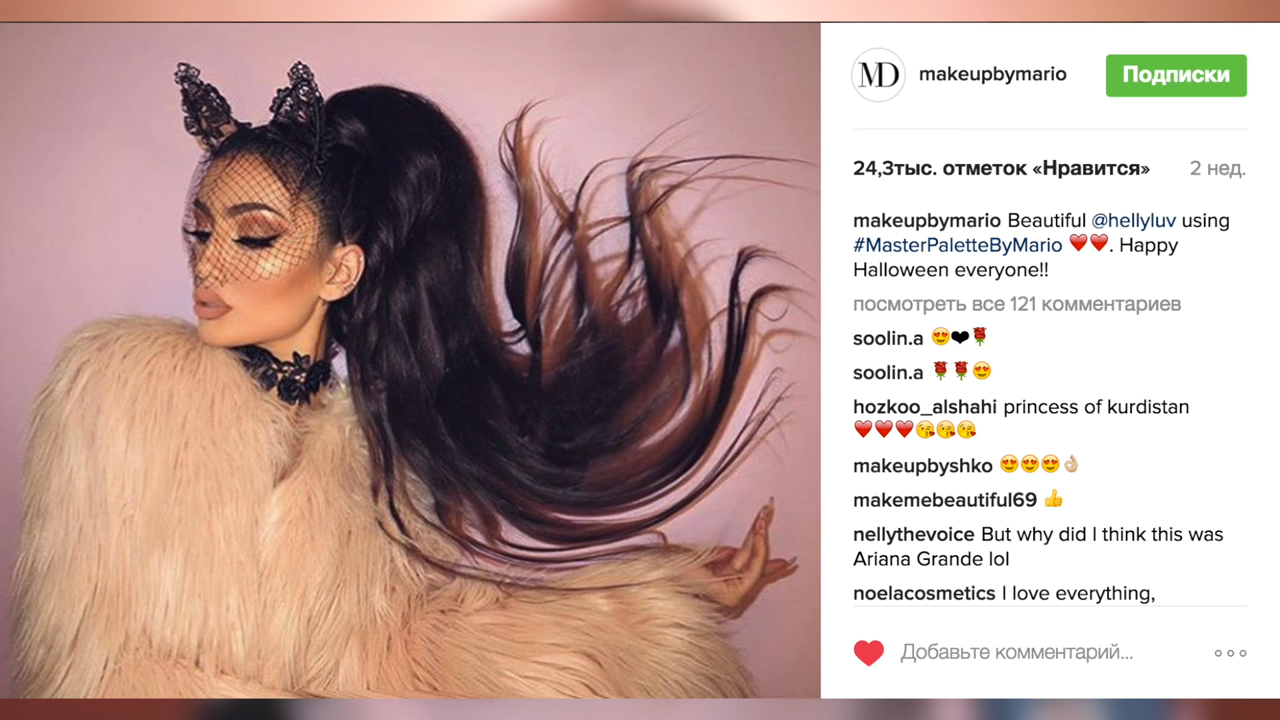 MD
makeupbymario
Подписки
24,3тыс. отметок «Нравится»
2 нед.
makeupbymario Beautiful @hellyluv using
#MasterPaletteByMario ❤️❤️. Happy
Halloween everyone!!
посмотреть все 121 комментариев
soolin.a 😍❤🌹
soolin.a 🌹🌹😍
hozkoo_alshahi princess of kurdistan
❤️❤️❤️😘😘😘
makeupbyshko 😍😍😍👌🏼
makemebeautiful69 👍
nellythevoice But why did I think this was
Ariana Grande lol
noelacosmetics I love everything,
Добавьте комментарий...